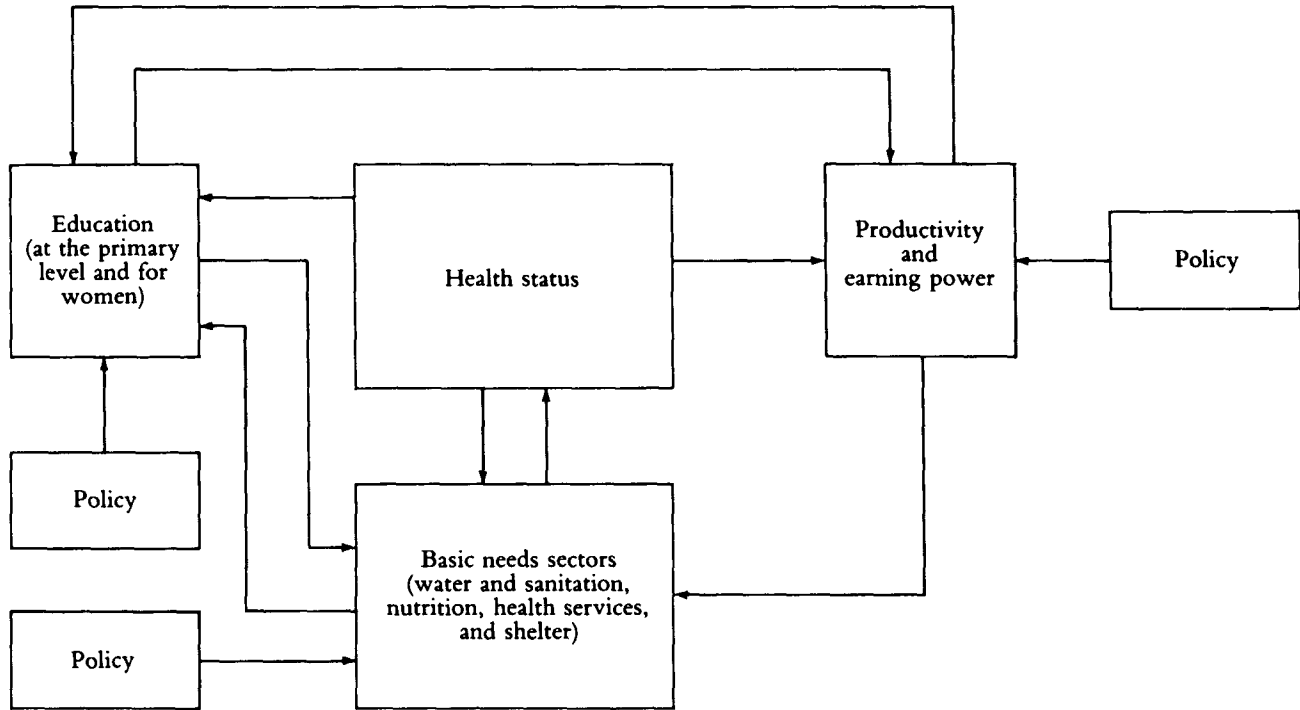 Education
(at the primary
level and for
women)
Health status
Productivity
and
earning power
Policy
Policy
Basic needs sectors
(water and sanitation,
nutrition, health services,
and shelter)
Policy